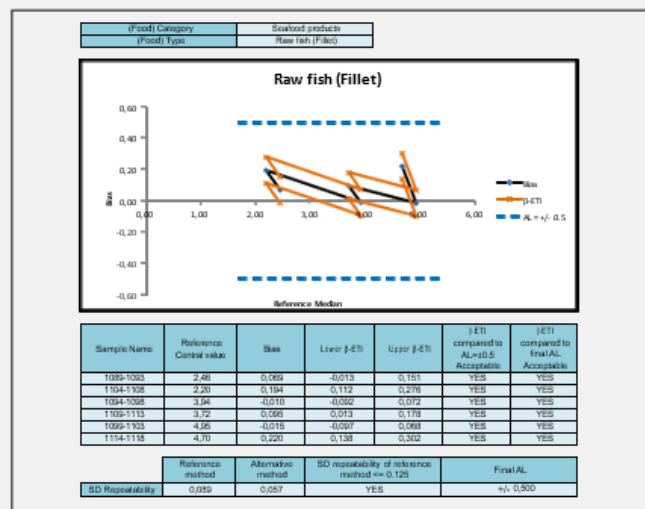 (Food) Category Seafood products
(Food) Type Raw fish (Fillet)
Raw fish (Fillet)
0,60
0,40
0,20
0,00
-0,20
-0,40
-0,60
Bias
0,00 1,00 2,00 3,00 4,00 5,00 6,00
Reference Median
Bias
β-ETI
AL = +/- 0.5
Sample Name Reference Central value Bias Lower β-ETI Upper β-ETI β-ETI compared to AL=±0.5 Acceptable β-ETI compared to final AL Acceptable
1089-1093 2,46 0,069 -0,013 0,151 YES YES
1104-1108 2,20 0,194 0,112 0,276 YES YES
1094-1098 3,94 -0,010 -0,092 0,072 YES YES
1109-1113 3,72 0,095 0,013 0,178 YES YES
1099-1103 4,95 -0,015 -0,097 0,068 YES YES
1114-1118 4,70 0,220 0,138 0,302 YES YES
Reference method Alternative method SD repeatability of reference method <= 0.125 Final AL
SD Repeatability 0,089 0,057 YES +/- 0,500